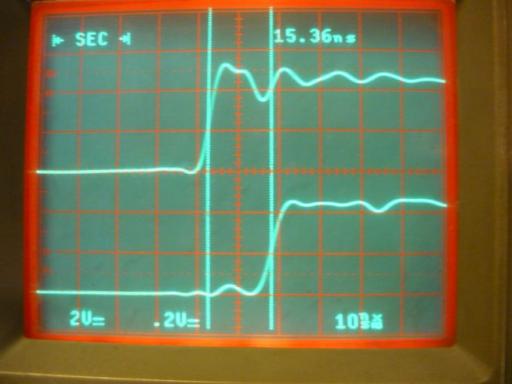 |← SEC →|
15.36ns
2V= .2V=